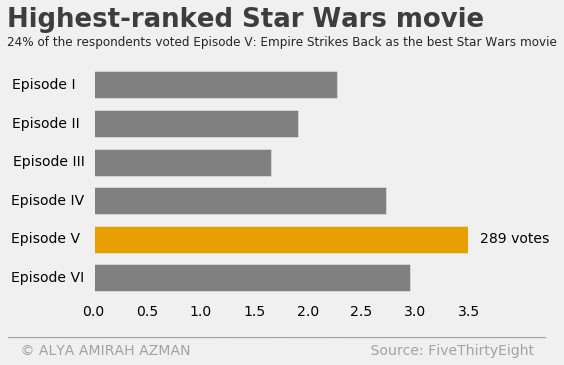 Highest-ranked Star Wars movie
24% of the respondents voted Episode V: Empire Strikes Back as the best Star Wars movie
Episode I
Episode II
Episode III
Episode IV
Episode V 289 votes
Episode VI
0.0 0.5 1.0 1.5 2.0 2.5 3.0 3.5
© ALYA AMIRAH AZMAN Source: FiveThirtyEight